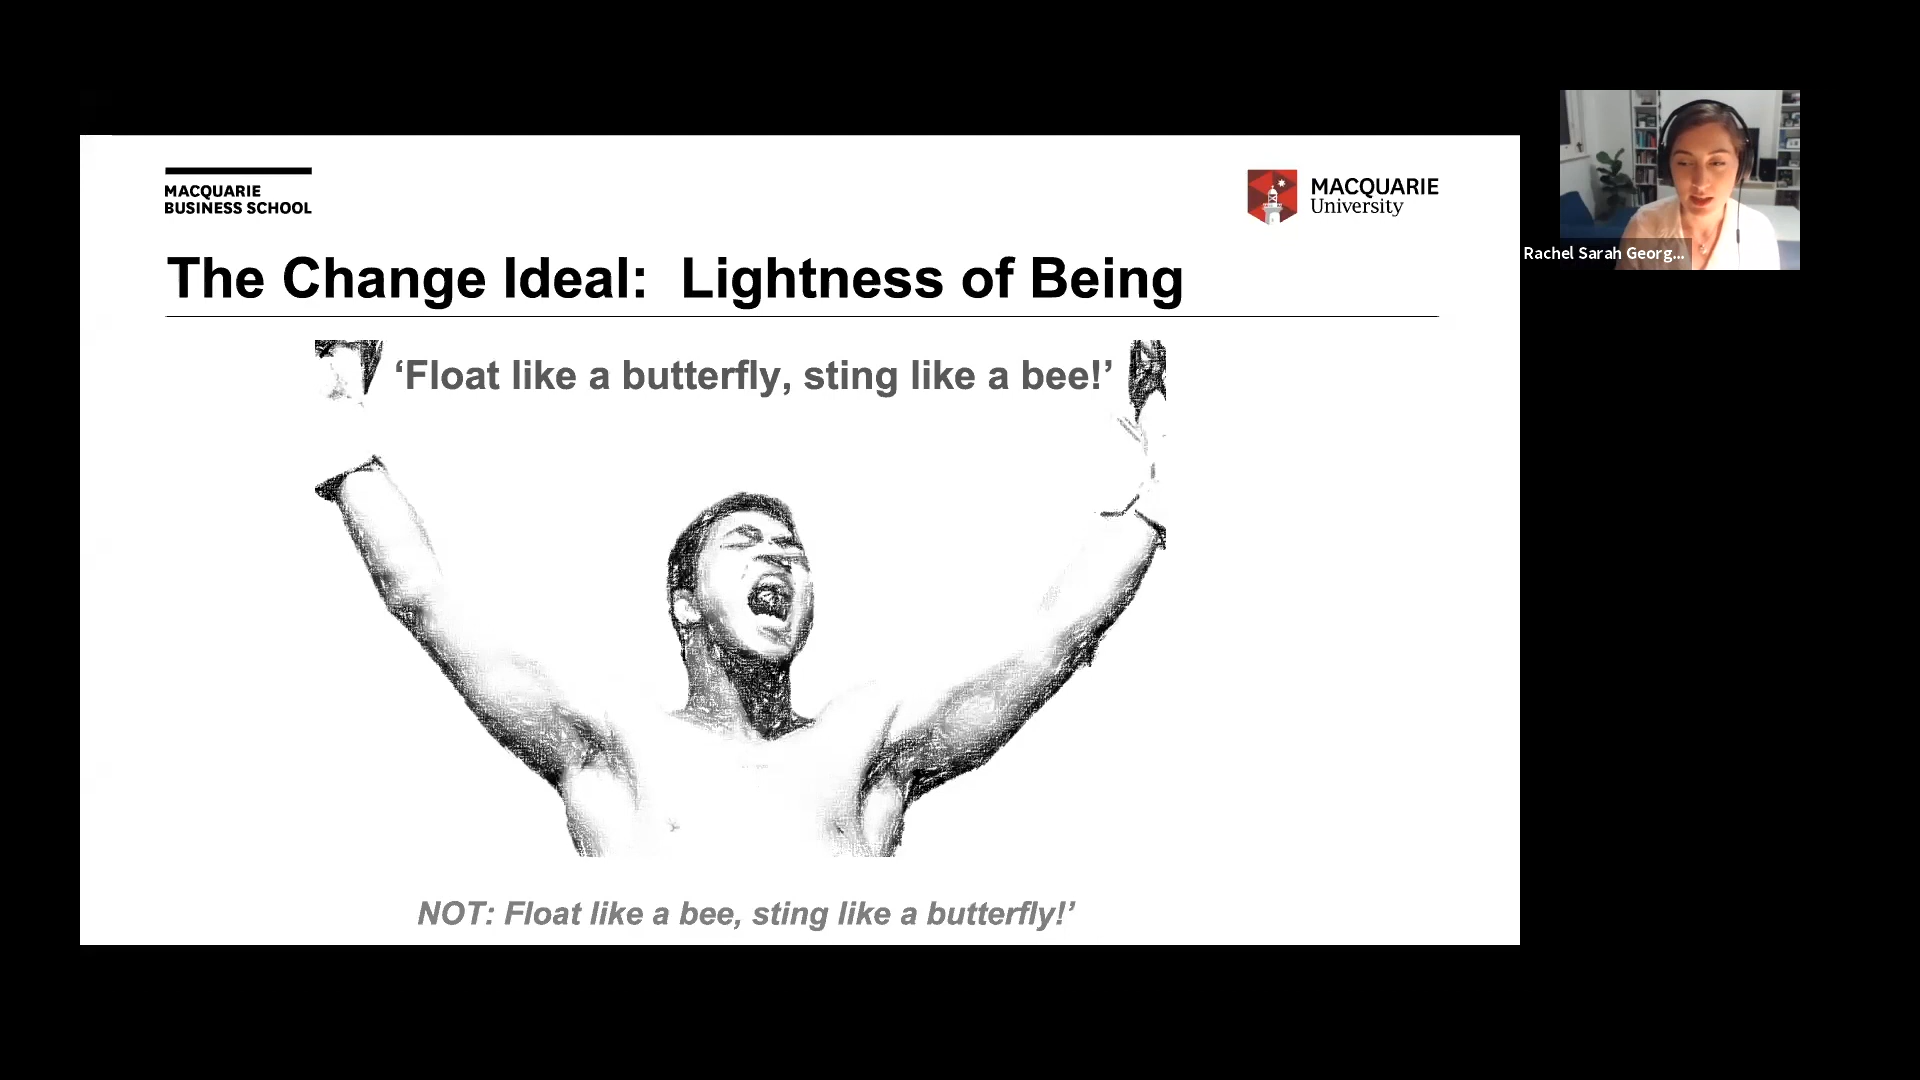 MACQUARIE
BUSINESS SCHOOL
MACQUARIE
University
Rachel Sarah Georg...
The Change Ideal:  Lightness of Being
‘Float like a butterfly, sting like a bee!’
NOT: Float like a bee, sting like a butterfly!’